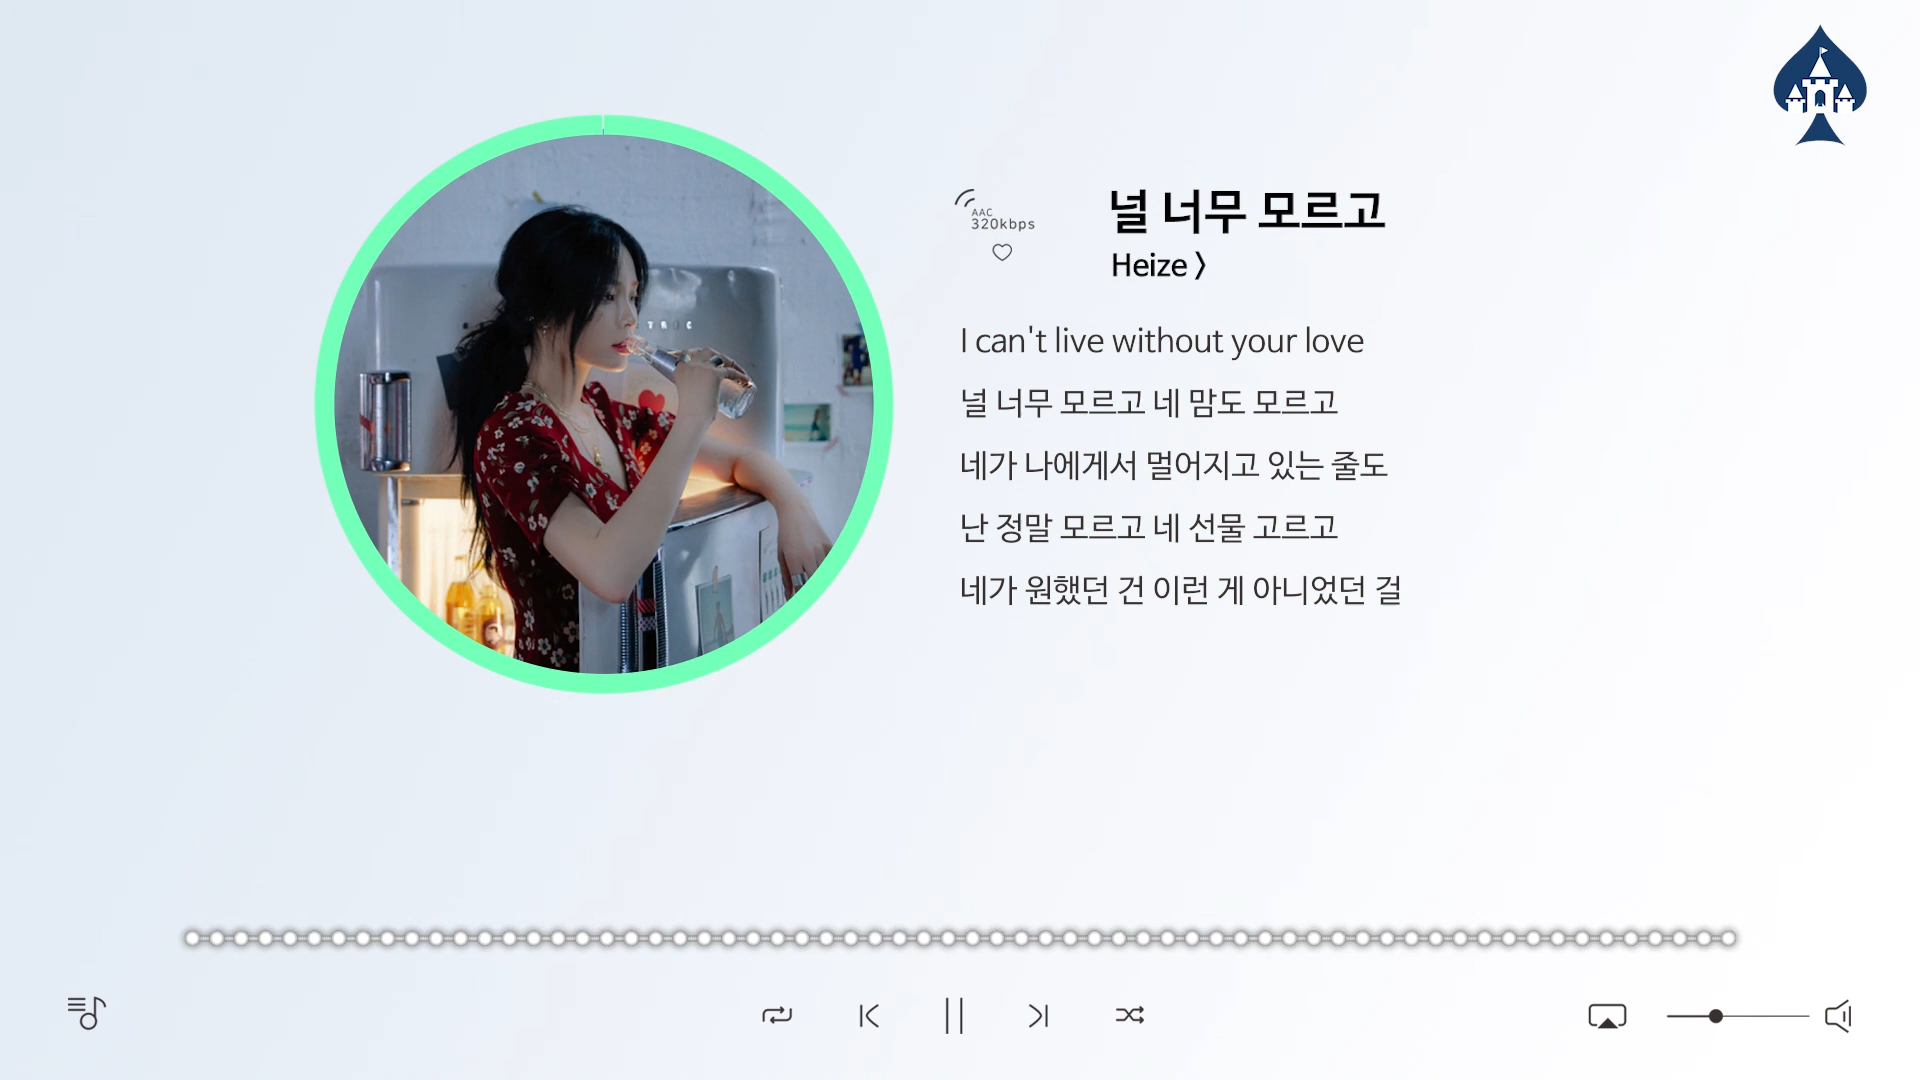 AAC
320kbps
널 너무 모르고
Heize 〉
I can't live without your love
널 너무 모르고 네 맘도 모르고
네가 나에게서 멀어지고 있는 줄도
난 정말 모르고 네 선물 고르고
네가 원했던 건 이런 게 아니었던 걸